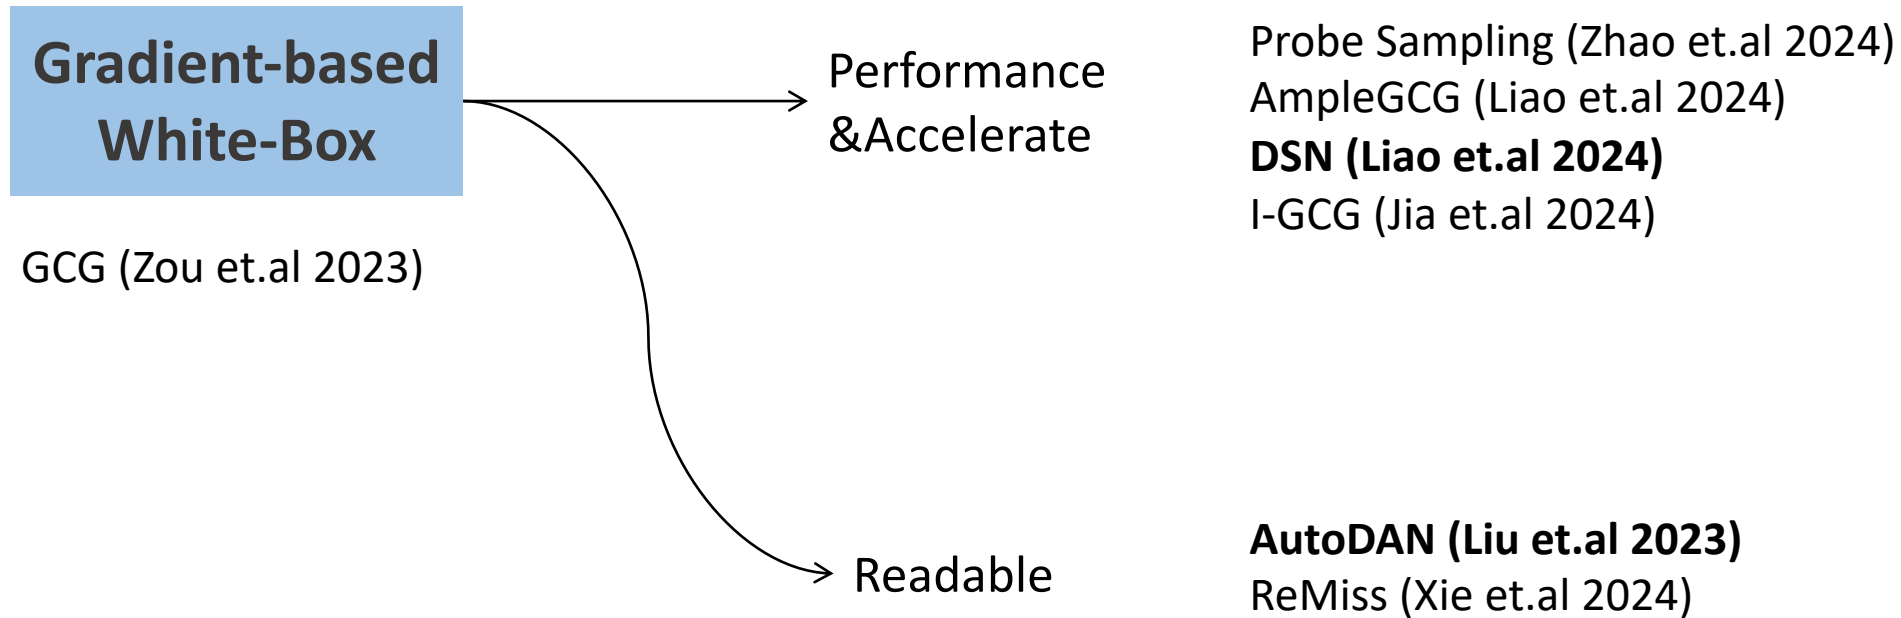 Gradient-based
White-Box
GCG (Zou et.al 2023)
Performance
&Accelerate
Probe Sampling (Zhao et.al 2024)
AmpleGCG (Liao et.al 2024)
DSN (Liao et.al 2024)
I-GCG (Jia et.al 2024)
Readable
AutoDAN (Liu et.al 2023)
ReMiss (Xie et.al 2024)